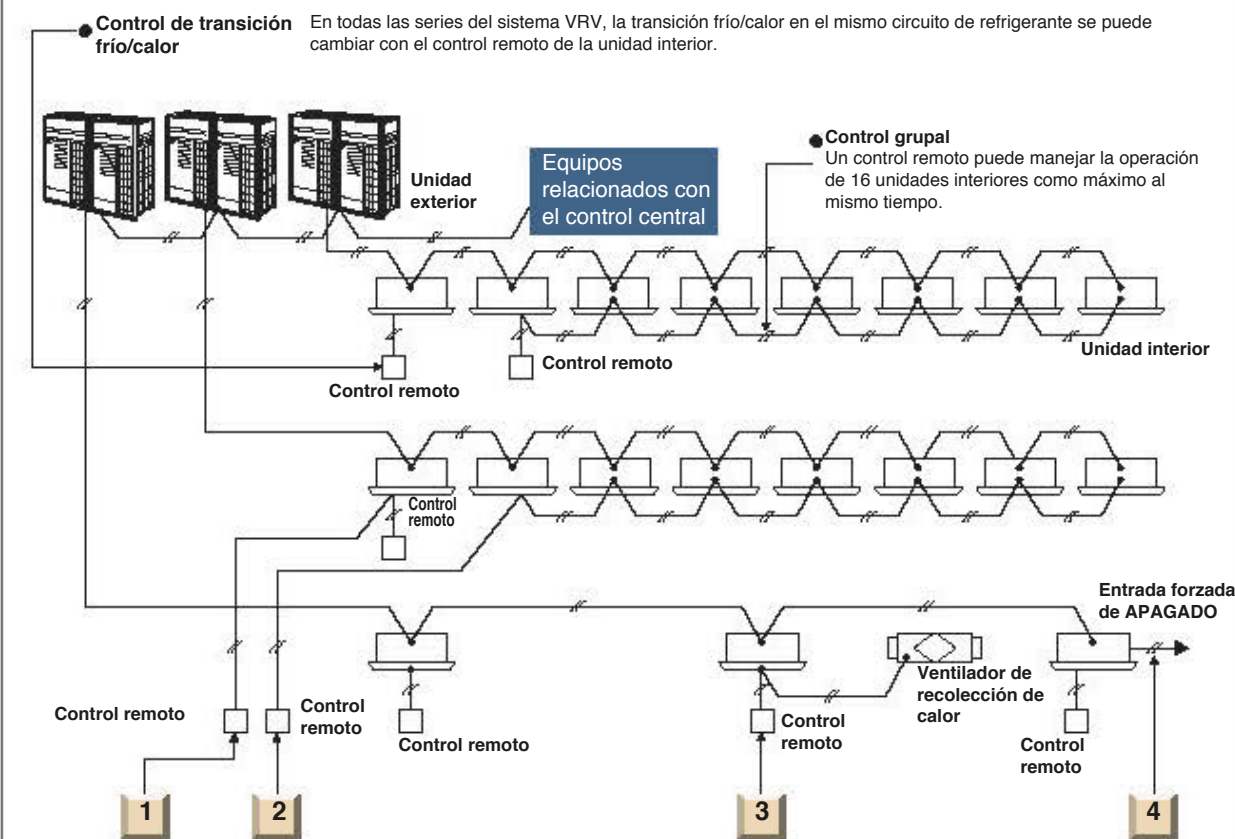 Control de transición
frío/calor
En todas las series del sistema VRV, la transición frío/calor en el mismo circuito de refrigerante se puede
cambiar con el control remoto de la unidad interior.
Unidad
exterior
Equipos
relacionados con
el control central
Control grupal
Un control remoto puede manejar la operación
de 16 unidades interiores como máximo al
mismo tiempo.
Unidad interior
Control remoto
Control remoto
Control
remoto
Entrada forzada
de APAGADO
Ventilador de
recolección de
calor
Control remoto
Control
remoto
Control remoto
Control
remoto
Control
remoto
1
2
3
4